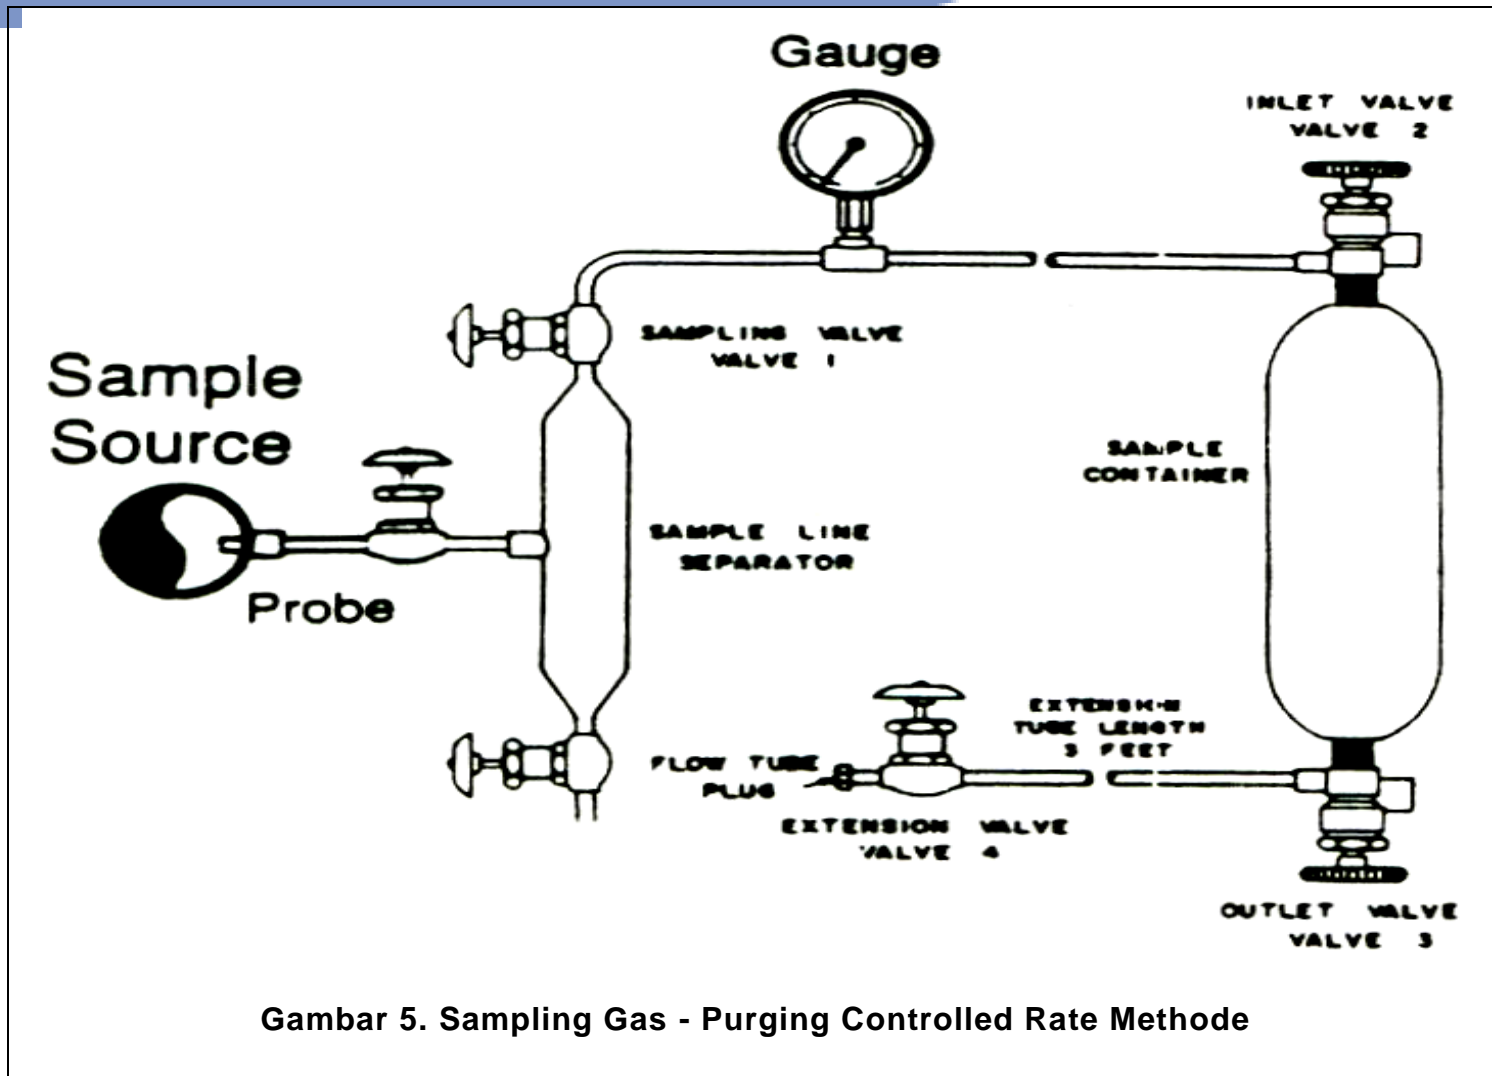 Gauge
INLET VALVE
VALVE 2
SAMPLING VALVE
VALVE 1
Sample
Source
SAMPLE
CONTAINER
SAMPLE LINE
SEPARATOR
Probe
EXTENSION
TUBE LENGTH
3 FEET
FLOW TUBE
PLUG
EXTENSION VALVE
VALVE 4
OUTLET VALVE
VALVE 3
Gambar 5. Sampling Gas - Purging Controlled Rate Methode